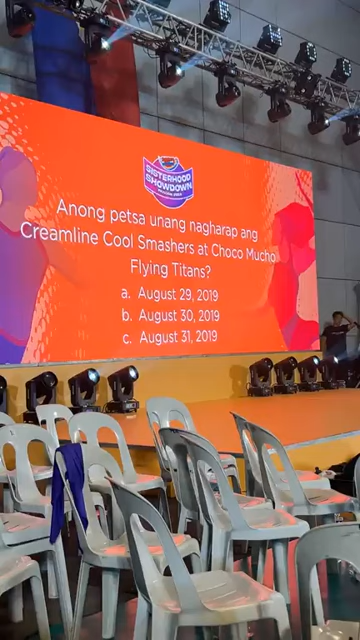 SISTERHOOD
SHOWDOWN
Anong petsa unang nagharap ang
Creamline Cool Smashers at Choco Mucho
Flying Titans?
a. August 29, 2019
b. August 30, 2019
c. August 31, 2019